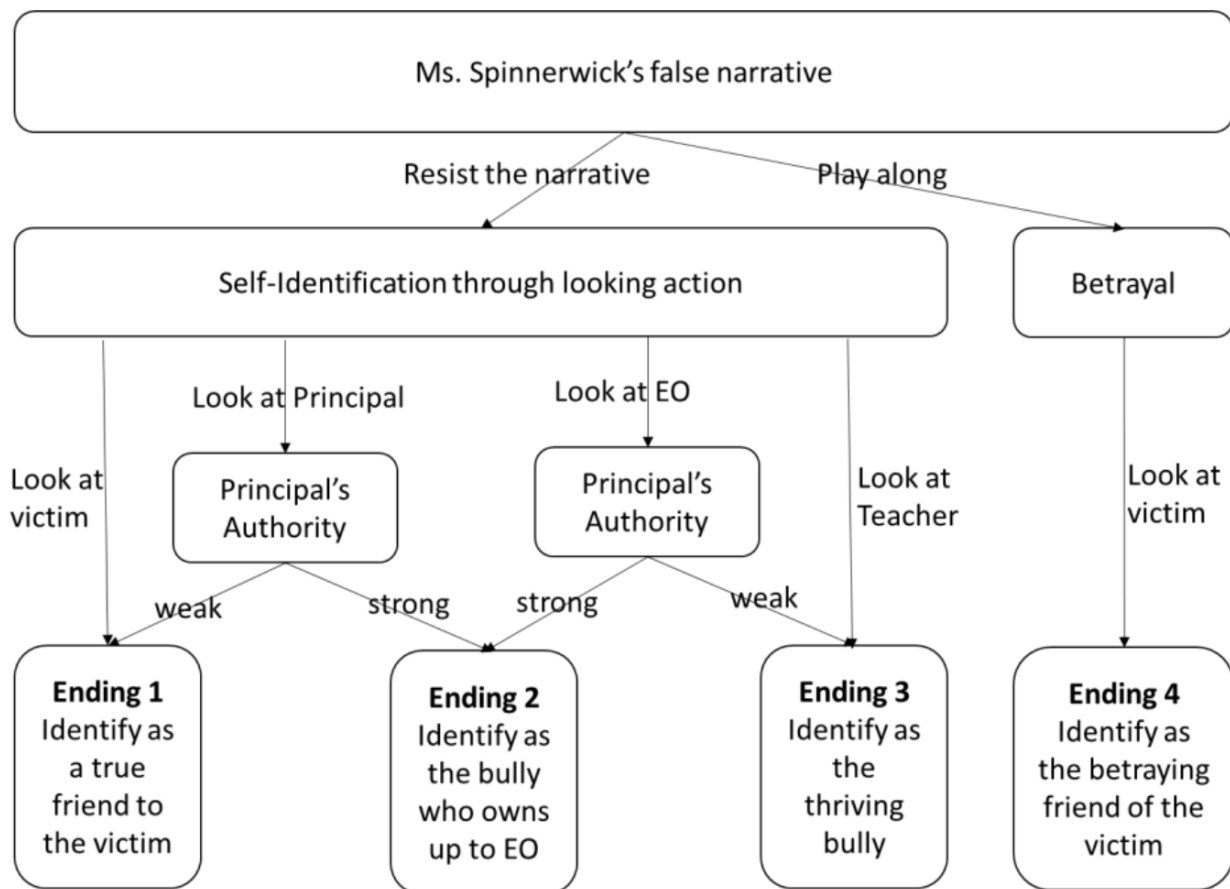 Ms. Spinnerwick’s false narrative
Resist the narrative
Play along
Self-Identification through looking action
Betrayal
Look at Principal
Look at EO
Look at
victim
Principal’s
Authority
Principal’s
Authority
Look at
Teacher
Look at
victim
weak
strong
strong
weak
Ending 1
Identify as
a true
friend to
the victim
Ending 2
Identify as
the bully
who owns
up to EO
Ending 3
Identify as
the
thriving
bully
Ending 4
Identify as
the betraying
friend of the
victim